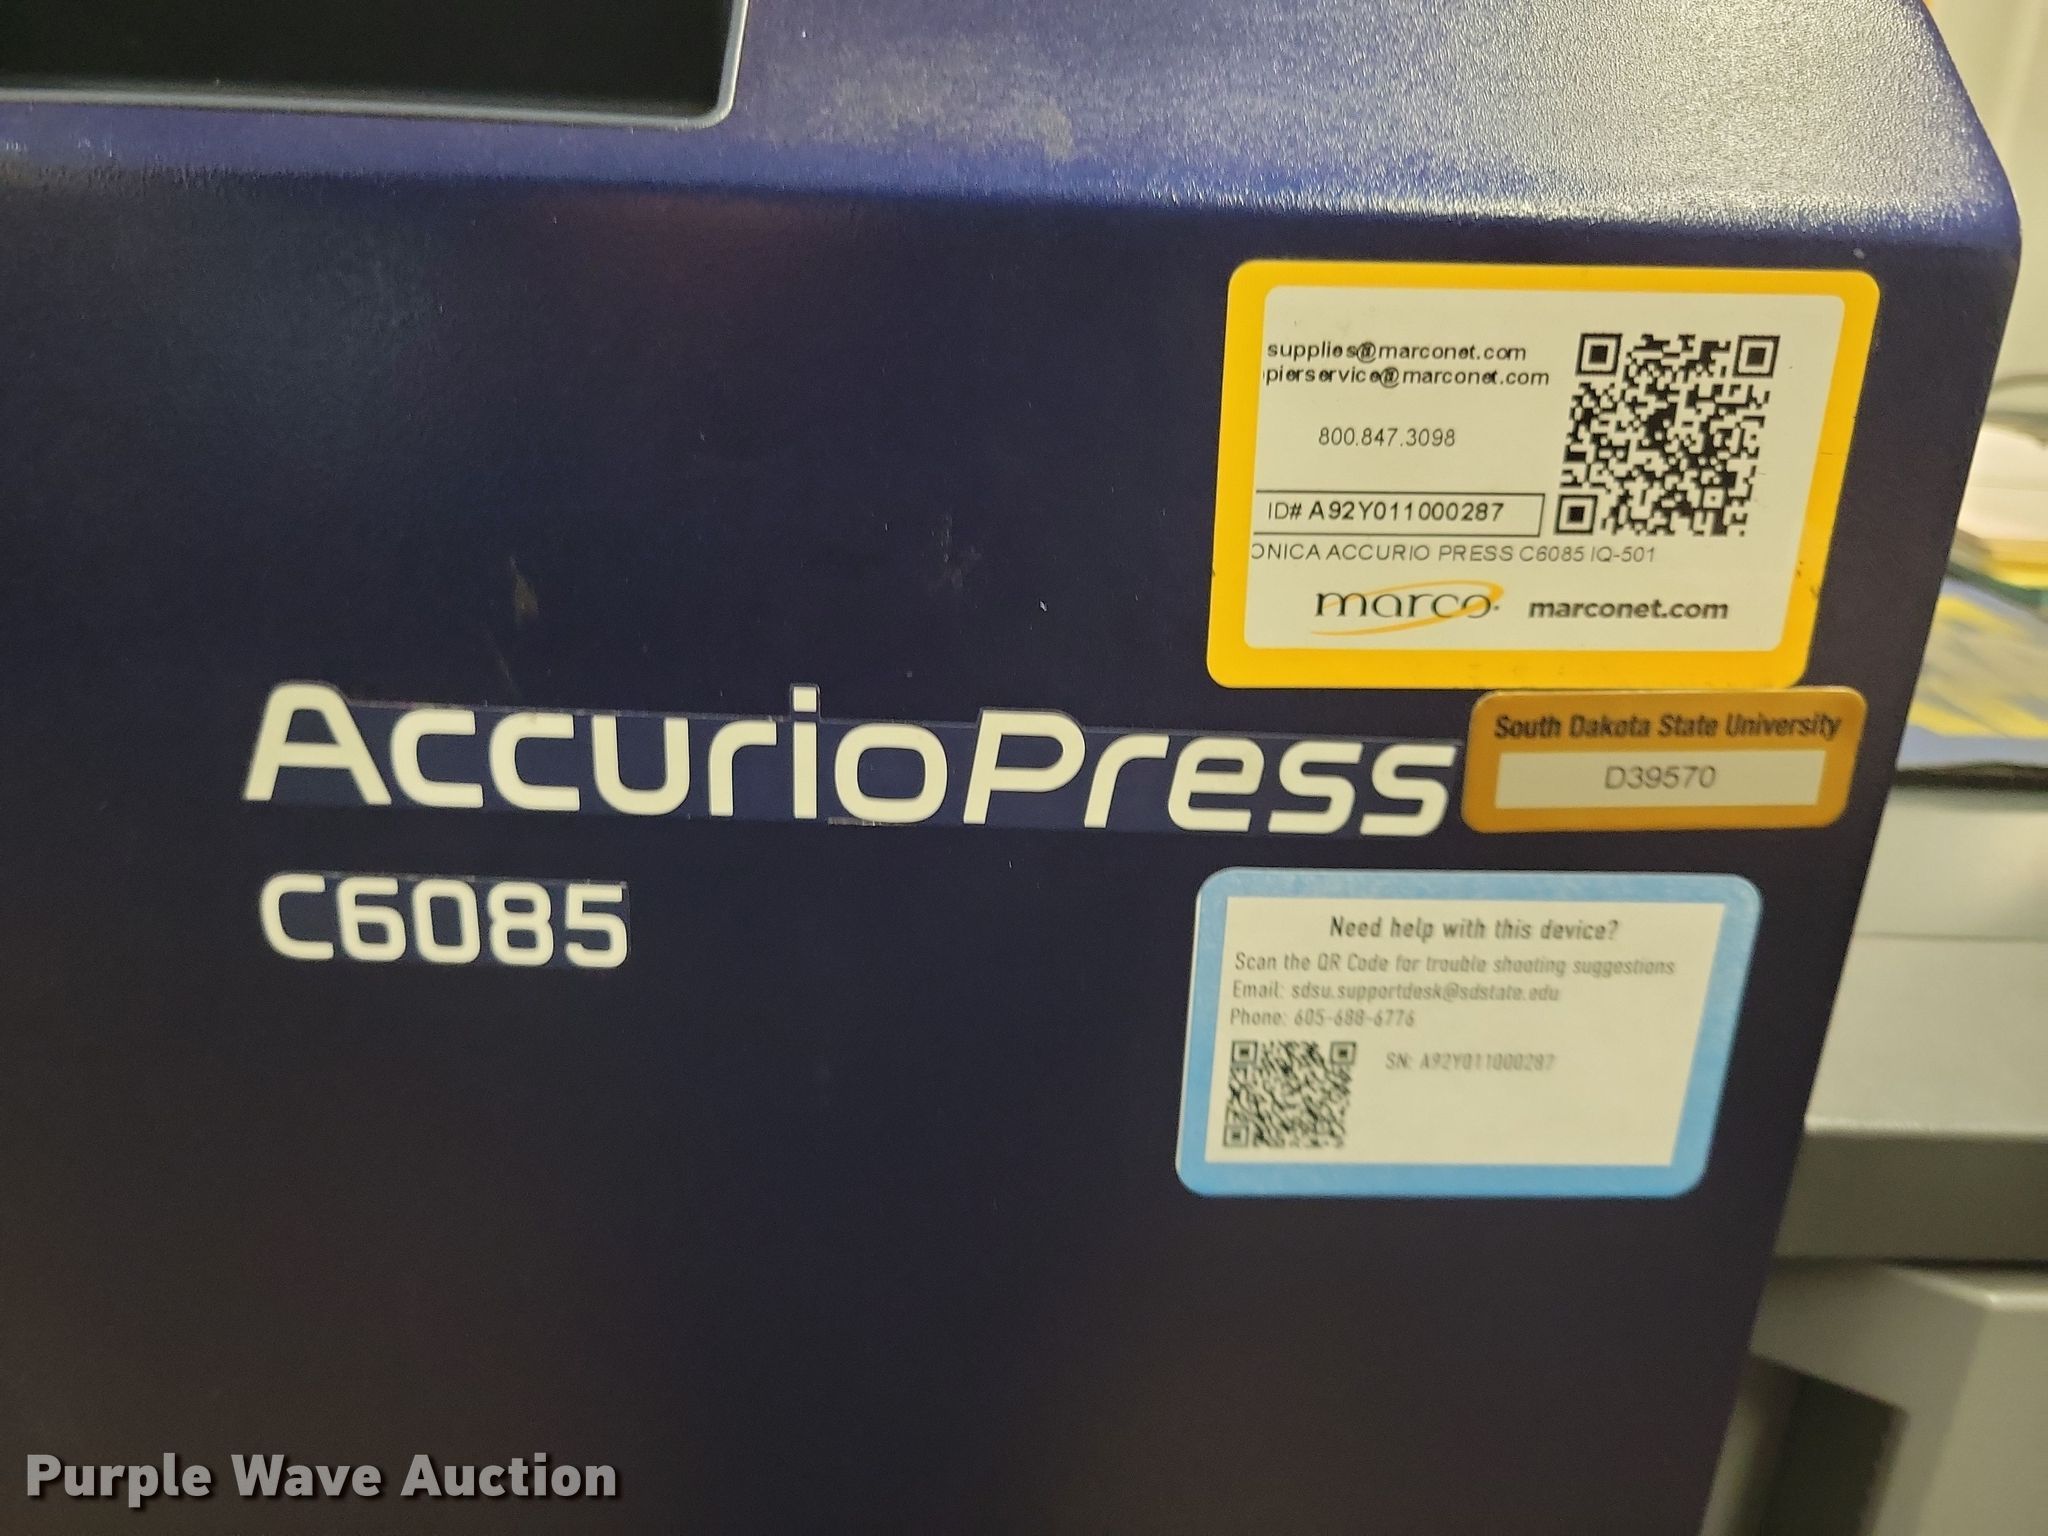 supplies@marconet.com
pierservice@marconet.com
800.847.3098
ID# A92Y011000287
ONICA ACCURIO PRESS C6085 IQ-501
marco. marconet.com
AccurioPress
C6085
South Dakota State University
D39570
Need help with this device?
Scan the QR Code for trouble shooting suggestions
Email: sdsu.supportdesk@sdstate.edu
Phone: 605-688-6776
SN: A92Y011000287
Purple Wave Auction